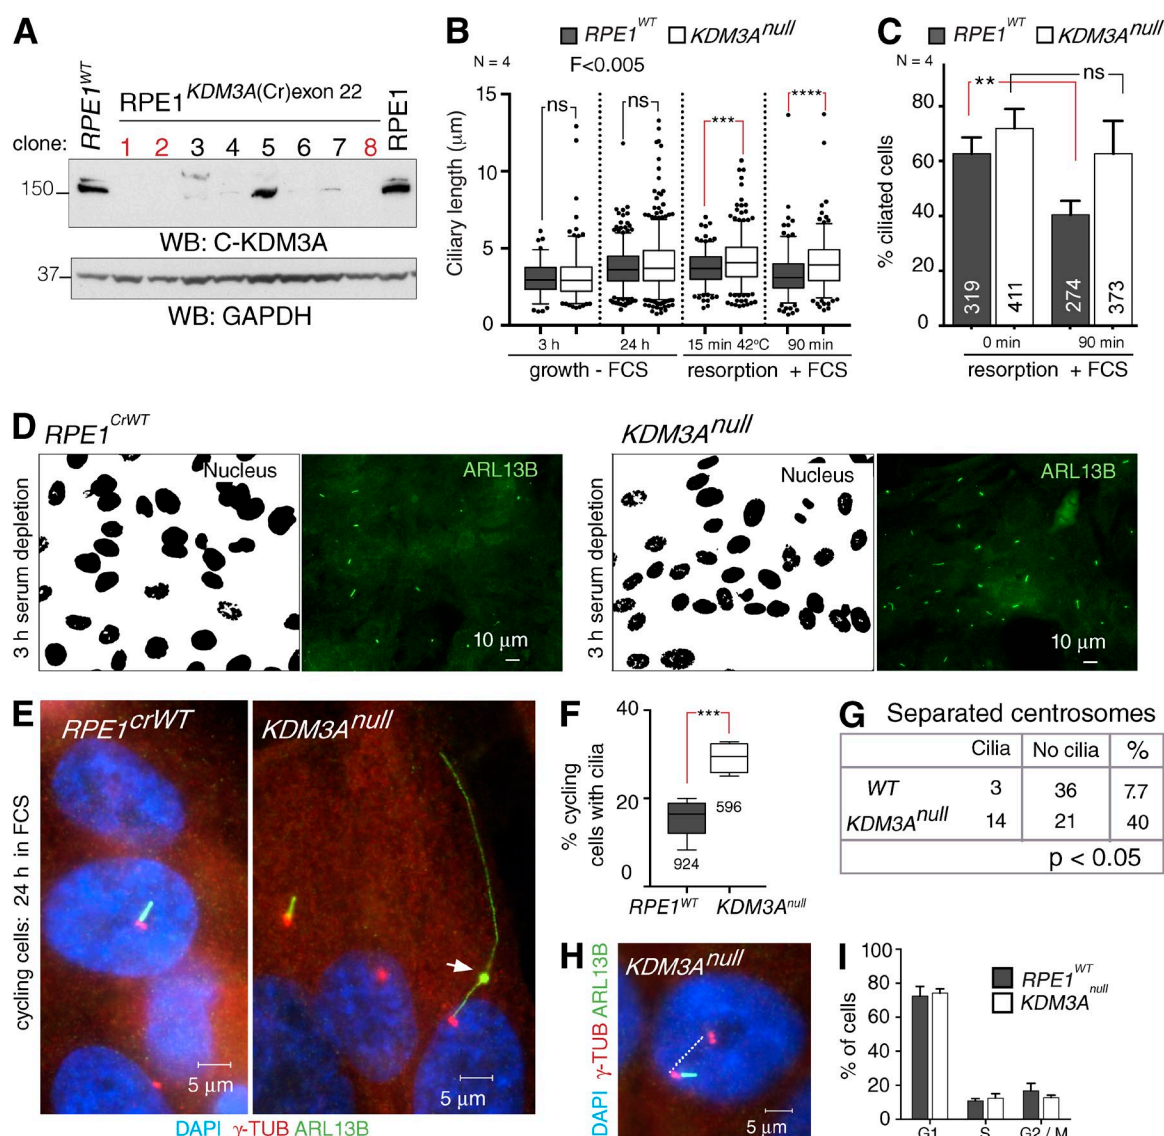 A
RPE1WT
RPE1KDM3A(Cr)exon 22
RPE1
clone: 1 2 3 4 5 6 7 8
150
WB: C-KDM3A
37
WB: GAPDH
B
RPE1WT KDM3Anull
N = 4 F<0.005
Ciliary length (μm)
15
10
5
0
ns ns *** ****
3 h 24 h 15 min 42ºC 90 min
growth - FCS resorption + FCS
C
RPE1WT KDM3Anull
N = 4
** ns
% ciliated cells
80
60
40
20
0
319 411 274 373
0 min 90 min
resorption + FCS
D
RPE1CrWT
KDM3Anull
3 h serum depletion
Nucleus
ARL13B
10 μm
3 h serum depletion
Nucleus
ARL13B
10 μm
E
RPE1crWT
KDM3Anull
cycling cells: 24 h in FCS
5 μm
5 μm
DAPI γ-TUB ARL13B
F
% cycling
cells with cilia
40
20
0
***
924
596
RPE1WT KDM3Anull
G Separated centrosomes
Cilia No cilia %
WT 3 36 7.7
KDM3Anull 14 21 40
p < 0.05
H
KDM3Anull
DAPI γ-TUB ARL13B
5 μm
I
% of cells
100
80
60
40
20
0
RPE1WT
KDM3Anull
G1 S G2 / M